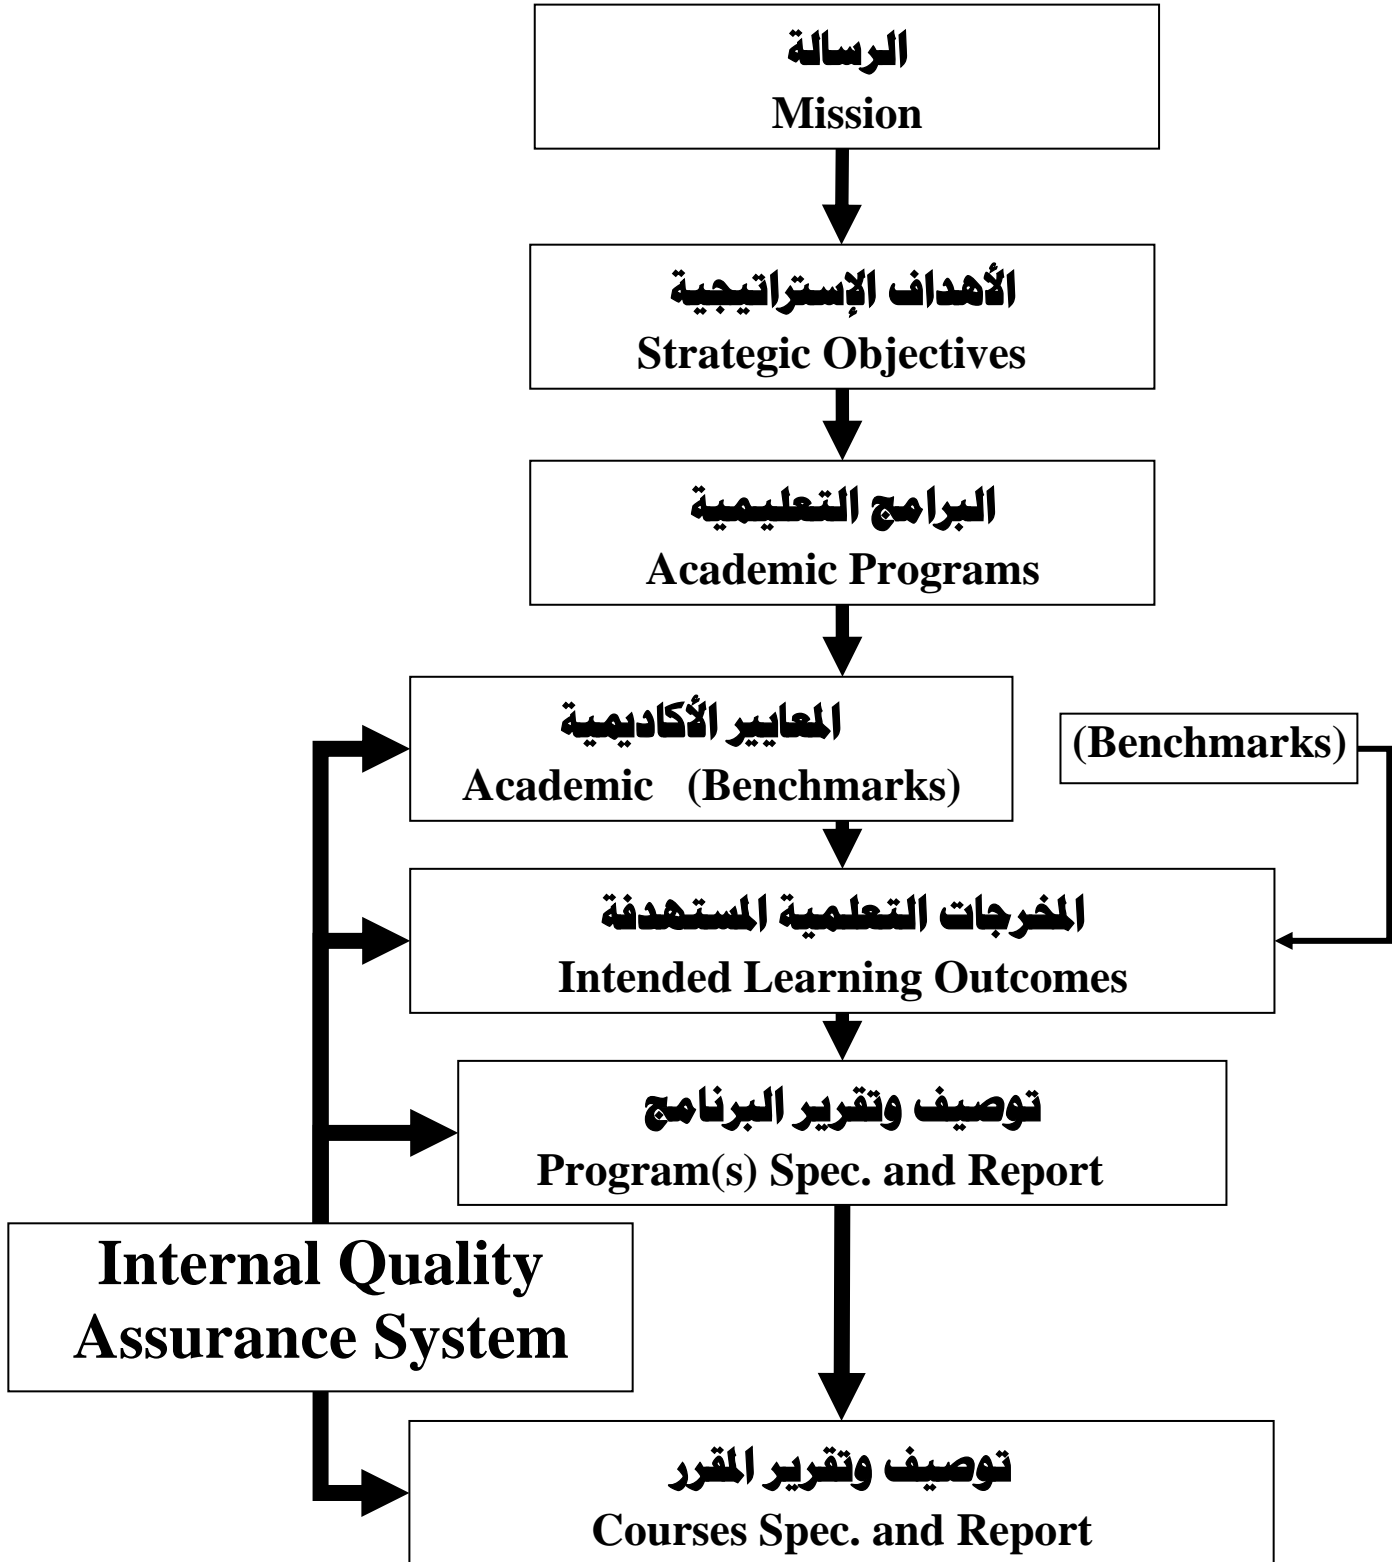 الرسالة
Mission
الأهداف الإستراتيجية
Strategic Objectives
البرامج التعليمية
Academic Programs
المعايير الأكاديمية
Academic (Benchmarks)
(Benchmarks)
المخرجات التعلمية المستهدفة
Intended Learning Outcomes
توصيف وتقرير البرنامج
Program(s) Spec. and Report
Internal Quality
Assurance System
توصيف وتقرير المقرر
Courses Spec. and Report